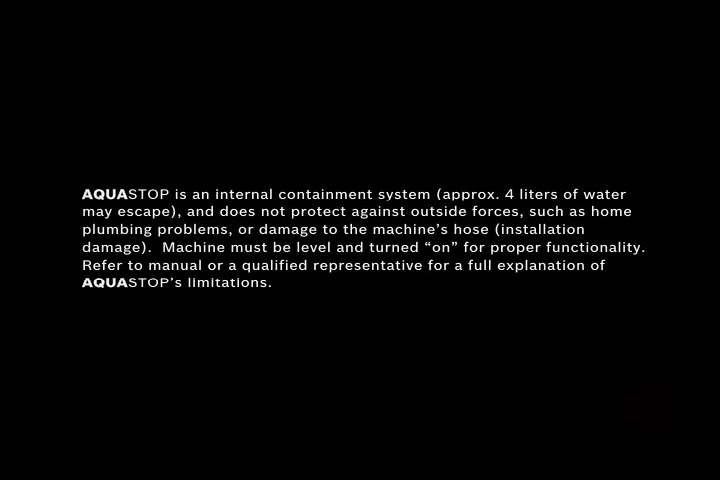 AQUASTOP is an internal containment system (approx. 4 liters of water
may escape), and does not protect against outside forces, such as home
plumbing problems, or damage to the machine’s hose (installation
damage).  Machine must be level and turned “on” for proper functionality.
Refer to manual or a qualified representative for a full explanation of
AQUASTOP’s limitations.